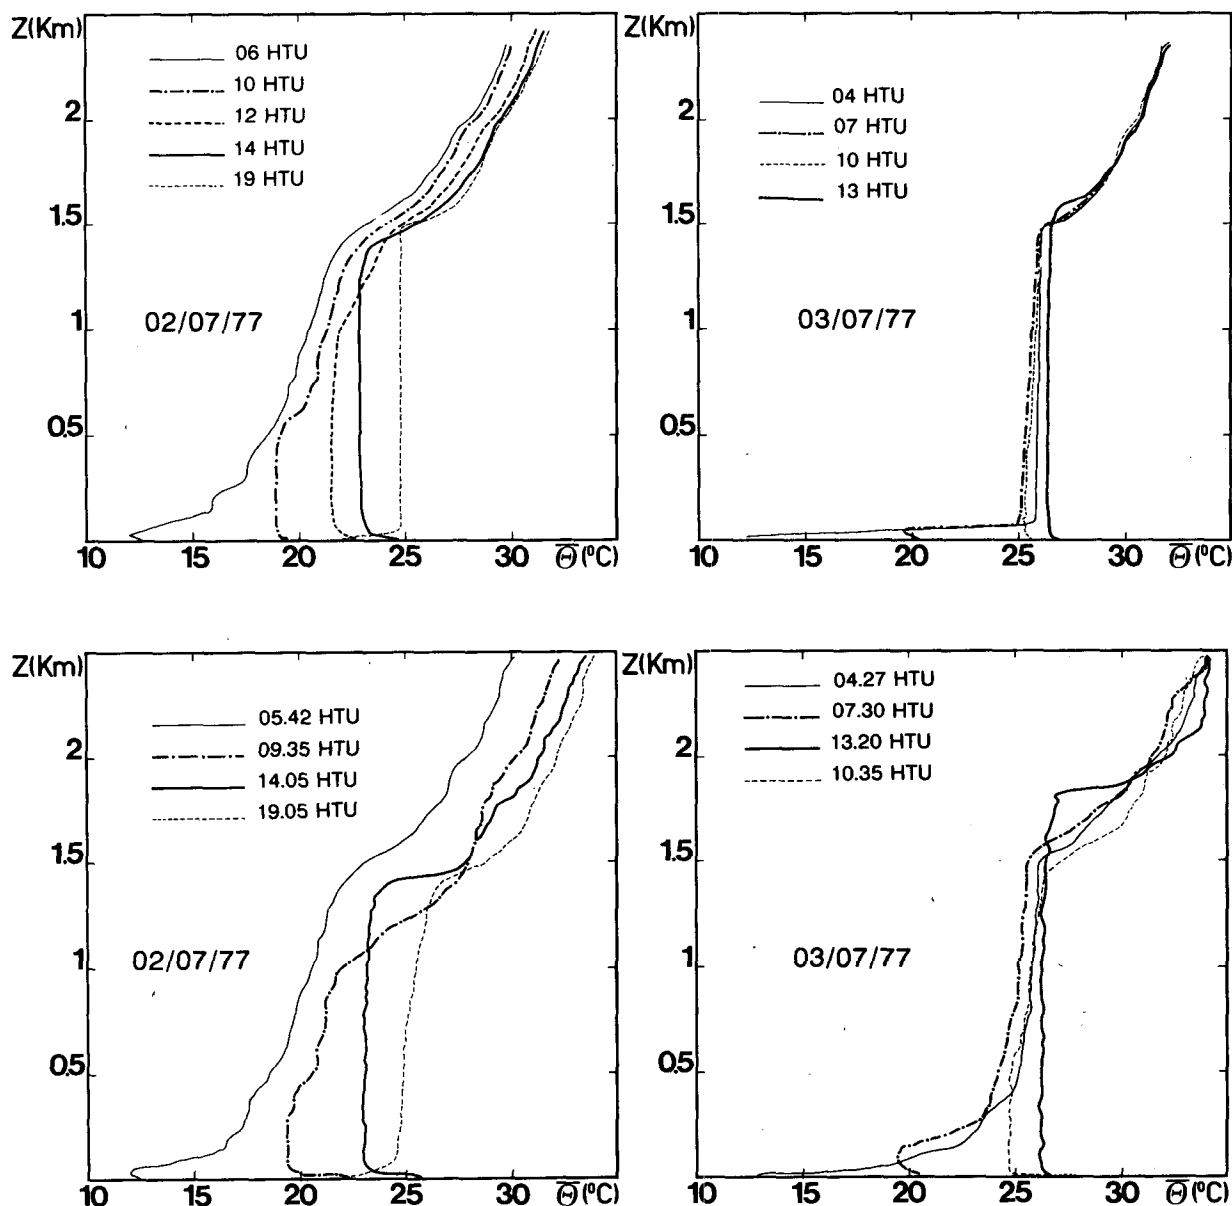 Z(Km)
06 HTU
10 HTU
12 HTU
14 HTU
19 HTU
2
1.5
1
0.5
02/07/77
10 15 20 25 30 Θ̅(°C)
Z(Km)
04 HTU
07 HTU
10 HTU
13 HTU
2
1.5
1
0.5
03/07/77
10 15 20 25 30 Θ̅(°C)
Z(Km)
05.42 HTU
09.35 HTU
14.05 HTU
19.05 HTU
2
1.5
1
0.5
02/07/77
10 15 20 25 30 Θ̅(°C)
Z(Km)
04.27 HTU
07.30 HTU
13.20 HTU
10.35 HTU
2
1.5
1
0.5
03/07/77
10 15 20 25 30 Θ̅(°C)